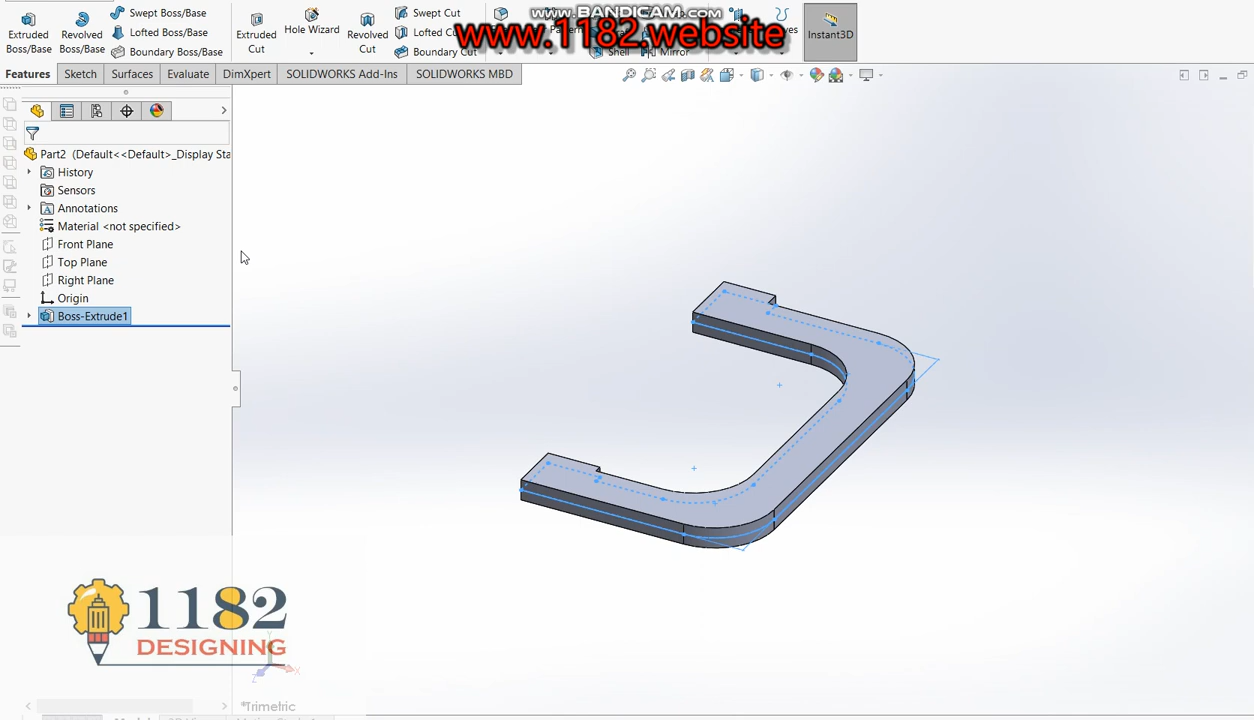 www.BANDICAM.com
www.1182.website
Extruded Boss/Base
Revolved Boss/Base
Swept Boss/Base
Lofted Boss/Base
Boundary Boss/Base
Extruded Cut
Hole Wizard
Revolved Cut
Swept Cut
Lofted Cut
Boundary Cut
Shell
Mirror
Instant3D
Features
Sketch
Surfaces
Evaluate
DimXpert
SOLIDWORKS Add-Ins
SOLIDWORKS MBD
Part2 (Default<<Default>_Display Sta
History
Sensors
Annotations
Material <not specified>
Front Plane
Top Plane
Right Plane
Origin
Boss-Extrude1
1182
DESIGNING
*Trimetric